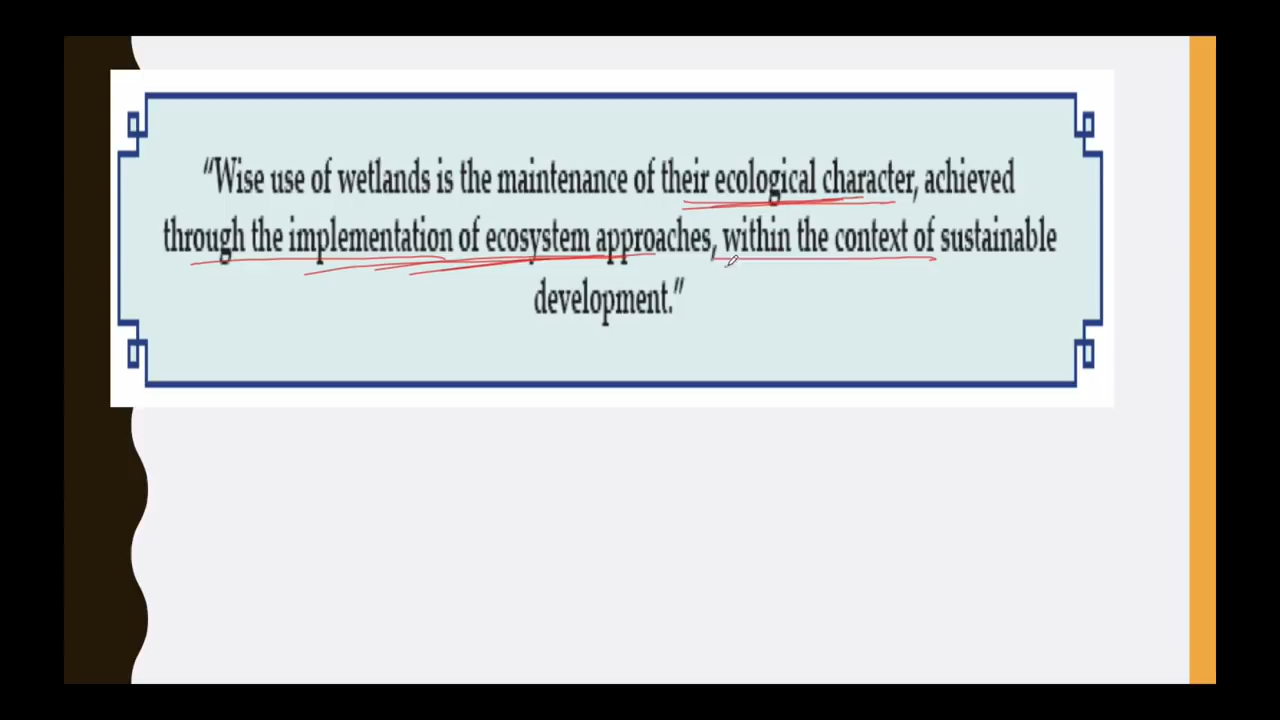 “Wise use of wetlands is the maintenance of their ecological character, achieved
through the implementation of ecosystem approaches, within the context of sustainable
development.”